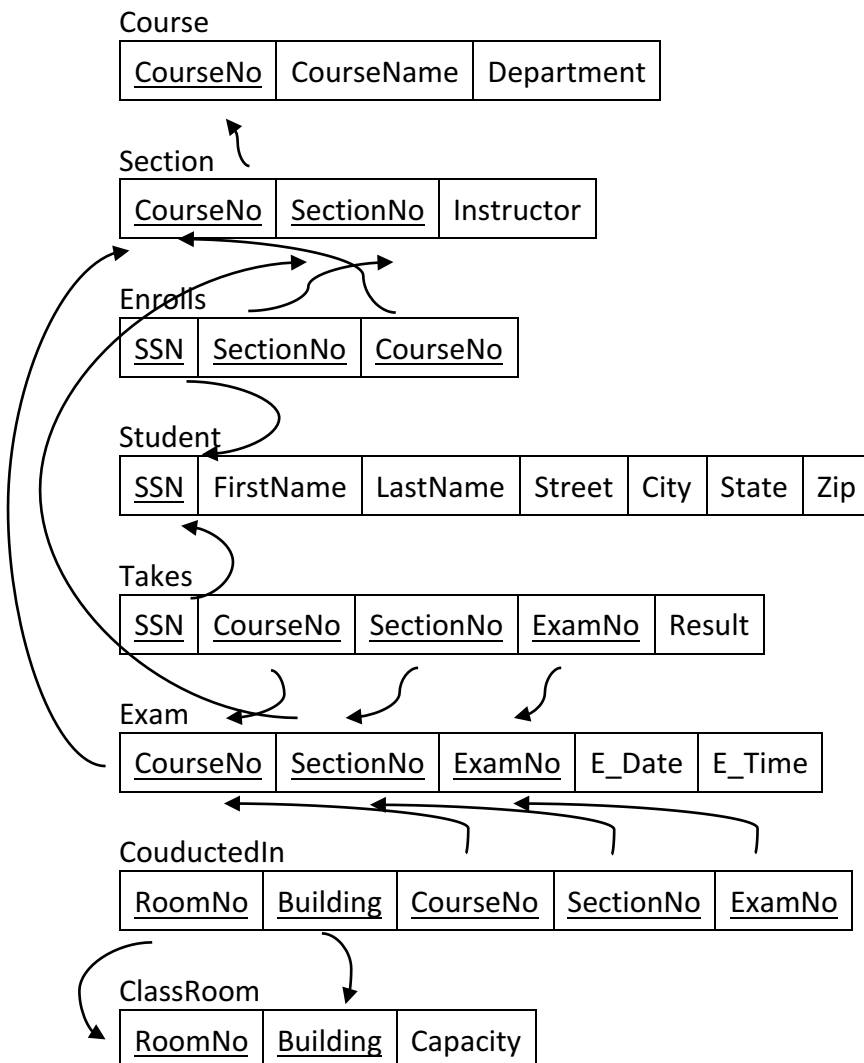 Course
CourseNo CourseName Department
Section
CourseNo SectionNo Instructor
Enrolls
SSN SectionNo CourseNo
Student
SSN FirstName LastName Street City State Zip
Takes
SSN CourseNo SectionNo ExamNo Result
Exam
CourseNo SectionNo ExamNo E_Date E_Time
CouductedIn
RoomNo Building CourseNo SectionNo ExamNo
ClassRoom
RoomNo Building Capacity